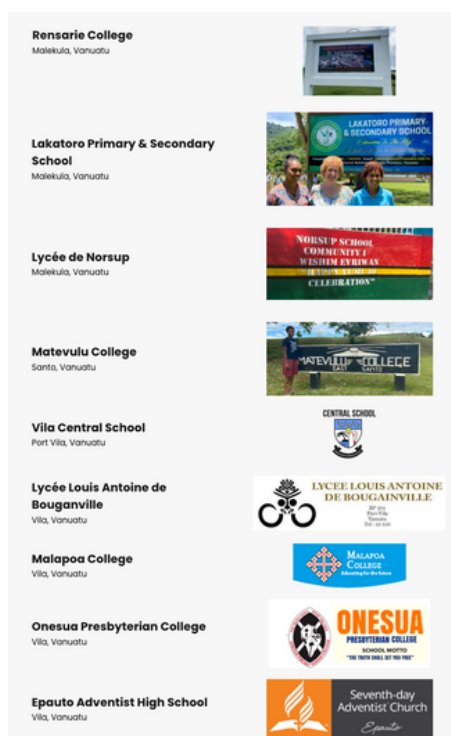 Rensarie College
Malekula, Vanuatu
Lakatoro Primary & Secondary
School
Malekula, Vanuatu
LAKATORO PRIMARY
& SECONDARY SCHOOL
Lycée de Norsup
Malekula, Vanuatu
NORSUP SCHOOL
COMMUNITY I
WISHIM EVRIWAN
CELEBRATION"
Matevulu College
Santo, Vanuatu
MATEVULU COLLEGE
EAST SANTO
Vila Central School
Port Vila, Vanuatu
CENTRAL SCHOOL
Lycée Louis Antoine de
Bouganville
Vila, Vanuatu
LYCEE LOUIS ANTOINE
DE BOUGAINVILLE
Port-Vila
Vanuatu
Malapoa College
Vila, Vanuatu
MALAPOA
COLLEGE
Educating for the future
Onesua Presbyterian College
Vila, Vanuatu
ONESUA
PRESBYTERIAN COLLEGE
SCHOOL MOTTO
"THE TRUTH SHALL SET YOU FREE"
Epauto Adventist High School
Vila, Vanuatu
Seventh-day
Adventist Church
Epauto